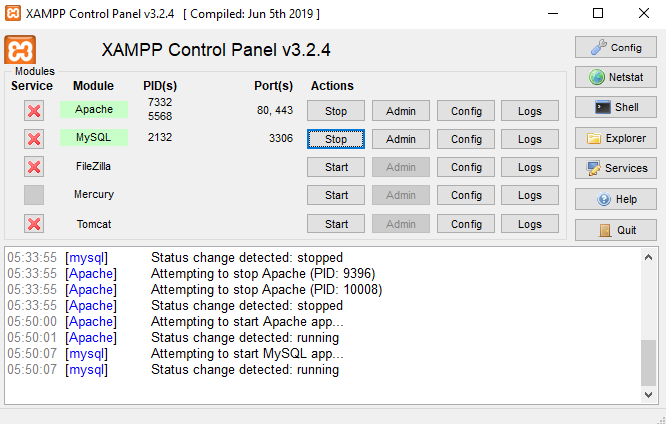 XAMPP Control Panel v3.2.4 [ Compiled: Jun 5th 2019 ]
XAMPP Control Panel v3.2.4
Config
Modules
Service Module PID(s) Port(s) Actions
Netstat
Apache 7332 5568 80, 443 Stop Admin Config Logs
Shell
MySQL 2132 3306 Stop Admin Config Logs
Explorer
FileZilla Start Admin Config Logs
Services
Mercury Start Admin Config Logs
Help
Tomcat Start Admin Config Logs
Quit
05:33:55 [mysql] Status change detected: stopped
05:33:55 [Apache] Attempting to stop Apache (PID: 9396)
05:33:55 [Apache] Attempting to stop Apache (PID: 10008)
05:33:55 [Apache] Status change detected: stopped
05:50:00 [Apache] Attempting to start Apache app...
05:50:01 [Apache] Status change detected: running
05:50:07 [mysql] Attempting to start MySQL app...
05:50:07 [mysql] Status change detected: running